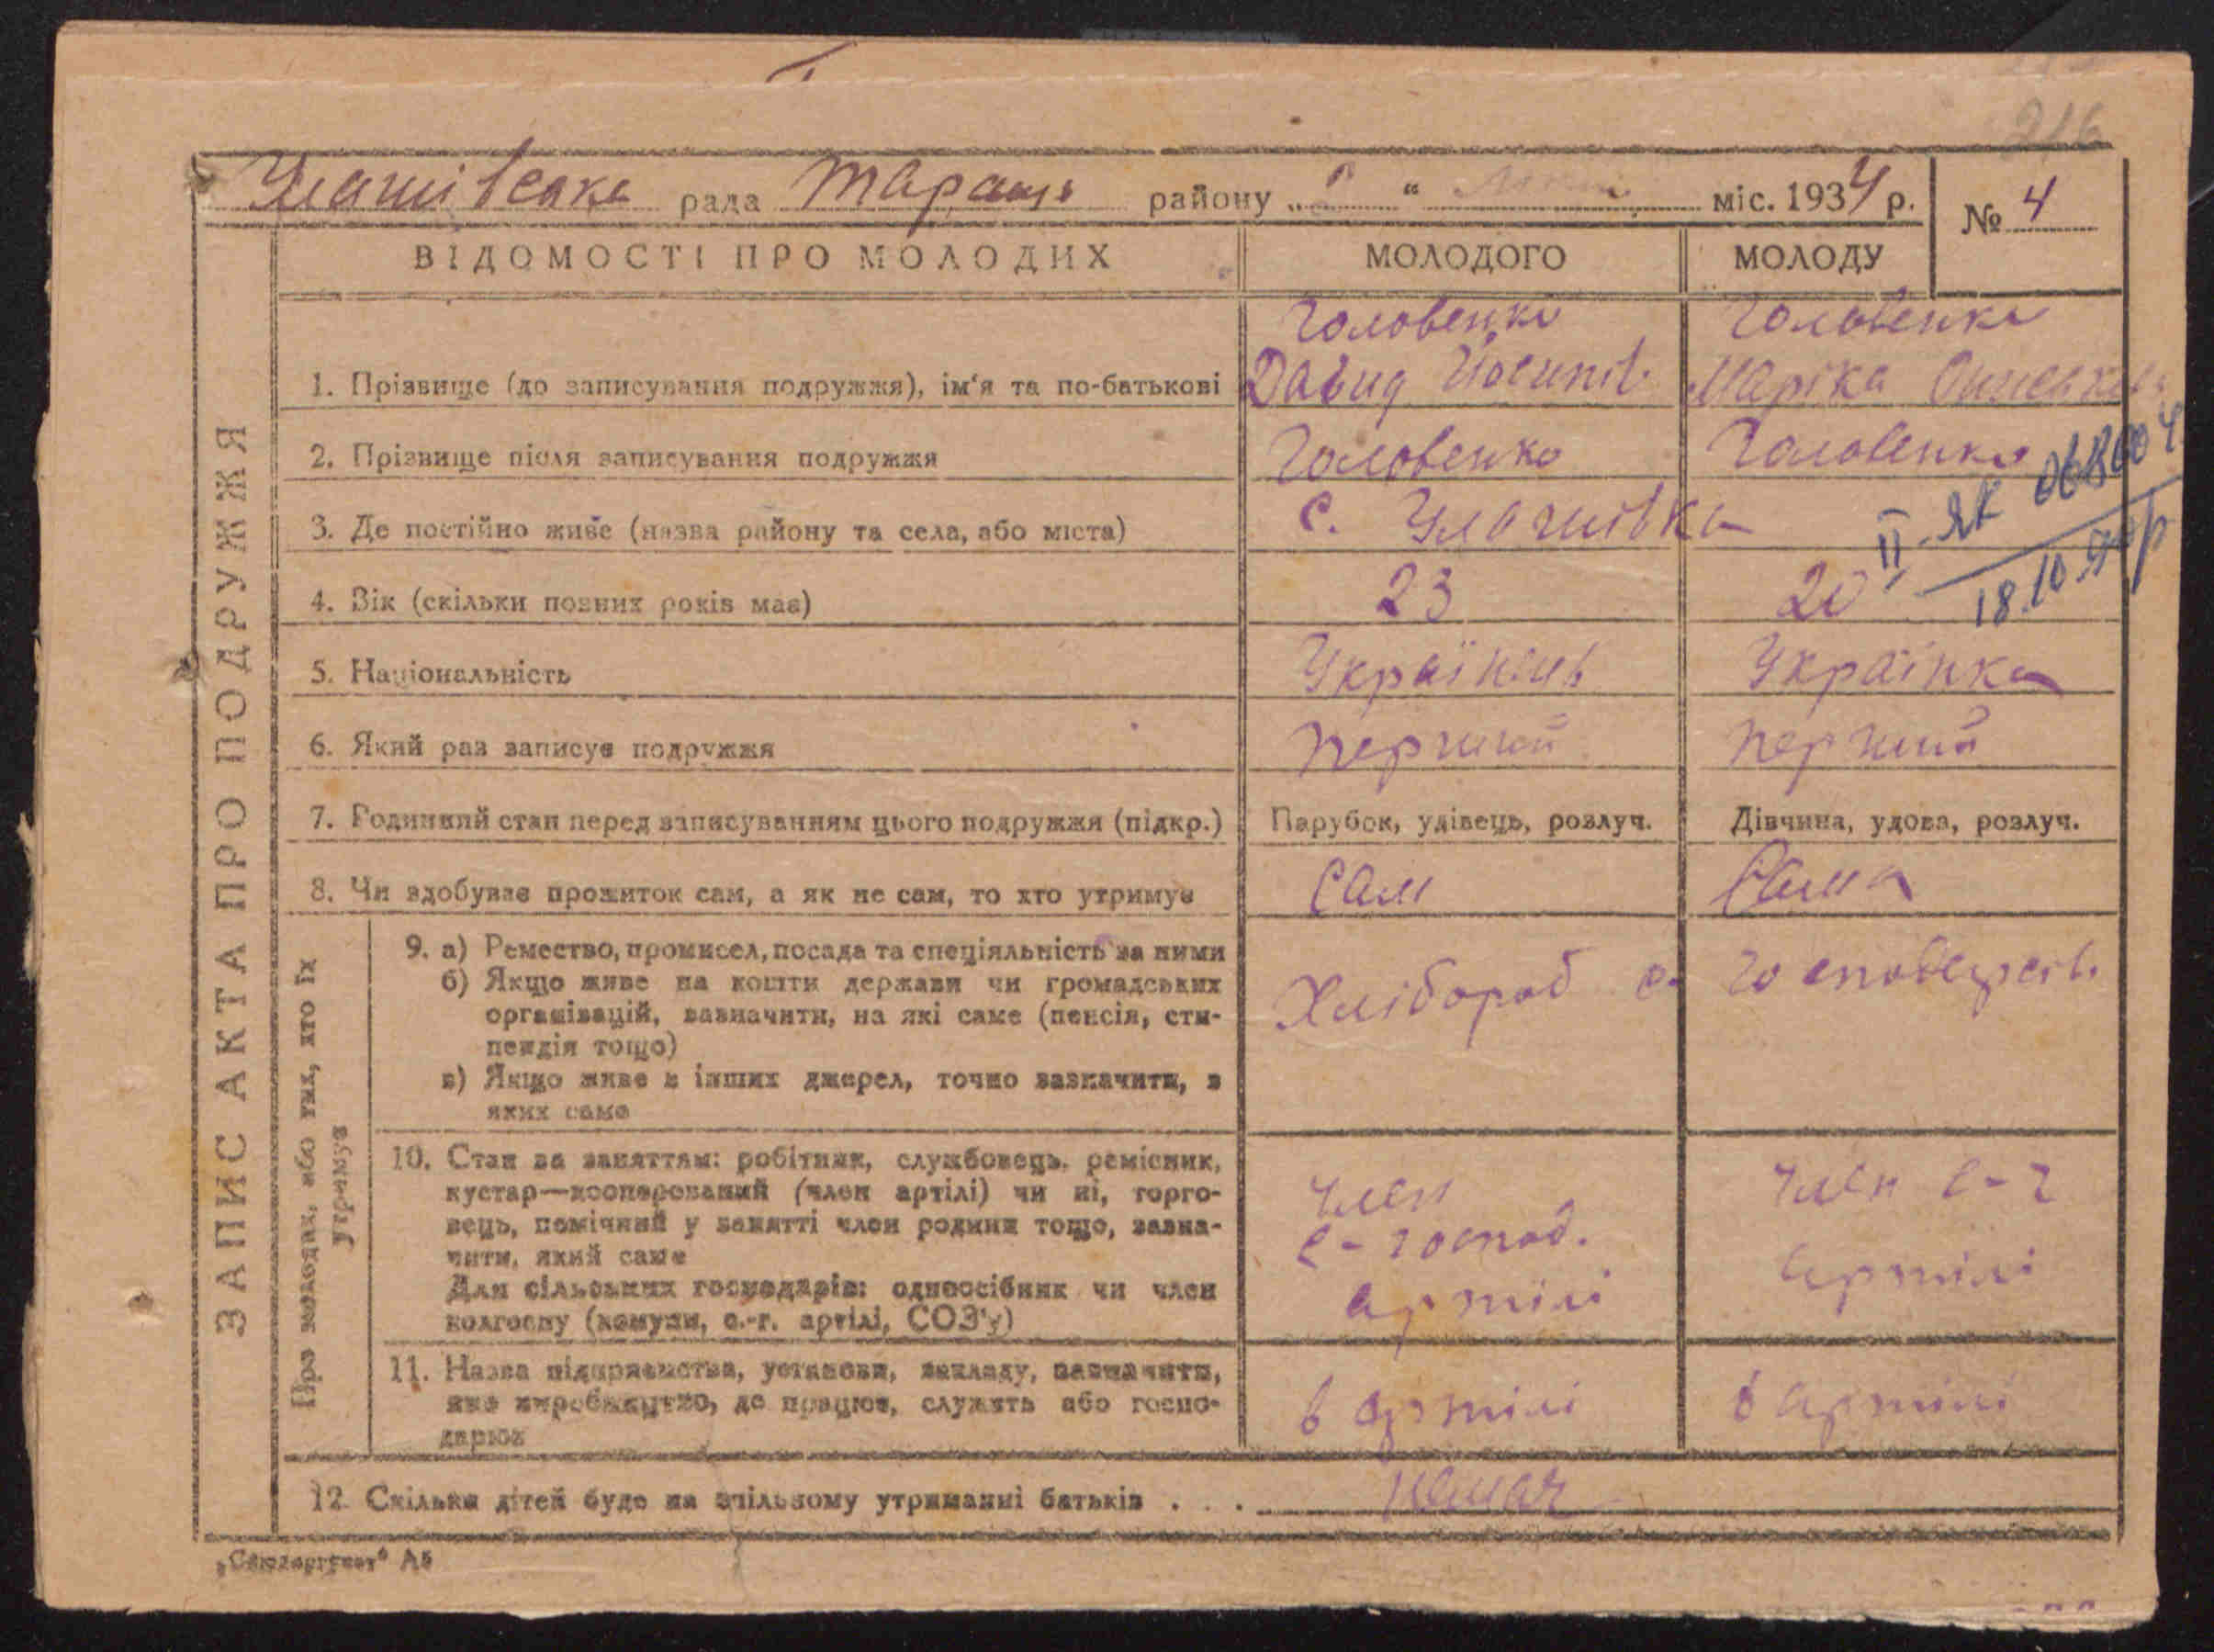 216
Улашівська рада Таращ. району „ “ міс. 1934 р. № 4
ВІДОМОСТІ ПРО МОЛОДИХ МОЛОДОГО МОЛОДУ
ЗАПИС АКТА ПРО ПОДРУЖЖЯ
Головенко Головенко
1. Прізвище (до записування подружжя), ім‘я та по-батькові Давид Йосипів. Маріка
2. Прізвище після записування подружжя Головенко Головенко
3. Де постійно живе (назва району та села, або міста) с. Улашівка
II - ЯК
18.10.
4. Вік (скільки повних років має) 23 20
5. Національність Українець Українка
6. Який раз записує подружжя перший перший
7. Родинний стан перед записуванням цього подружжя (підкр.) Парубок, удівець, розлуч. Дівчина, удова, розлуч.
8. Чи здобуває прожиток сам, а як не сам, то хто утримує Сам Сама
Про молодих, або тих, хто їх
утримує
9. а) Ремество, промисел, посада та спеціяльність за ними
б) Якщо живе на кошти держави чи громадських
організацій, зазначити, на які саме (пенсія, сти-
пендія тощо)
в) Якщо живе з інших джерел, точно зазначити, з
яких саме
Хлібороб с.
10. Стан за заняттям: робітник, службовець, ремісник,
кустар—кооперований (член артілі) чи ні, торго-
вець, помічний у занятті член родини тощо, зазна-
чити, який саме
Для сільських господарів: одноосібник чи член
колгоспу (комуни, с.-г. артілі, СОЗ'у)
член
с-господ.
артілі
член с-г
артілі
11. Назва підприємства, установи, закладу, зазначити,
яке виробництво, де працює, служить або госпо-
дарює
в артілі в артілі
12. Скільки дітей буде на спільному утриманні батьків . . . немає